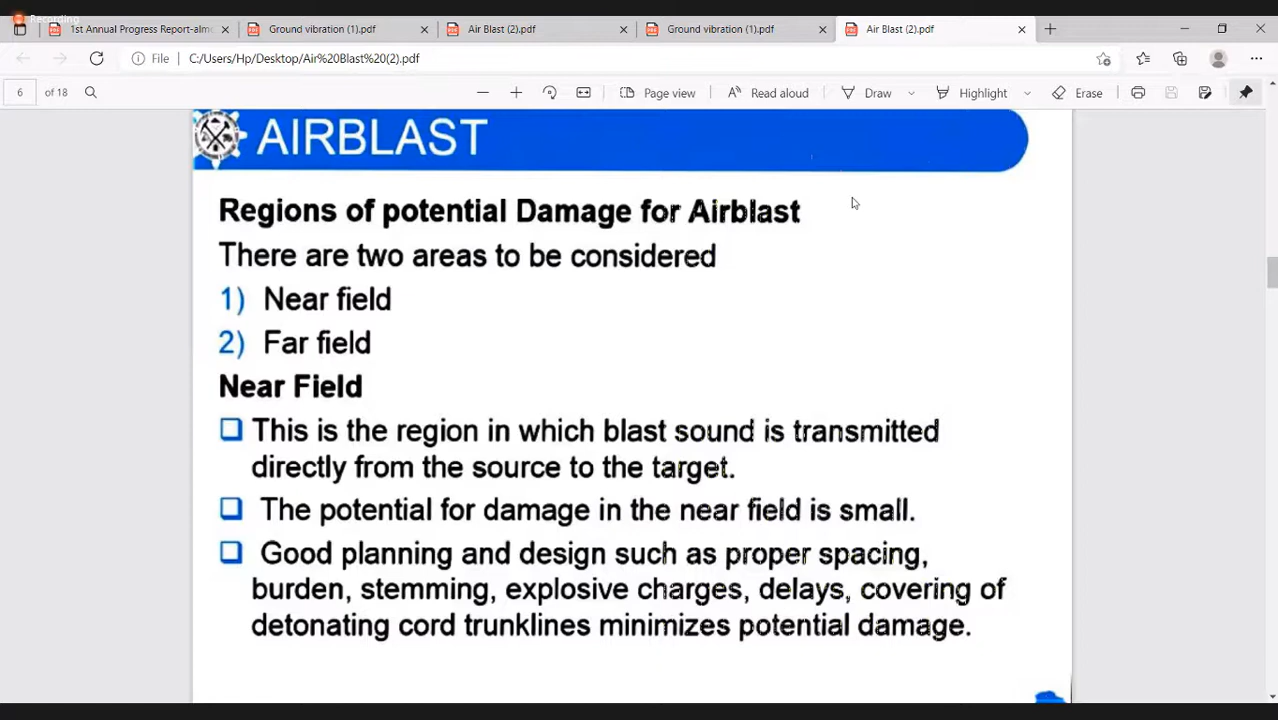 Recording
1st Annual Progress Report-almo
Ground vibration (1).pdf
Air Blast (2).pdf
Ground vibration (1).pdf
Air Blast (2).pdf
File
C:/Users/Hp/Desktop/Air%20Blast%20(2).pdf
6 of 18
Page view
Read aloud
Draw
Highlight
Erase
AIRBLAST
Regions of potential Damage for Airblast
There are two areas to be considered
1) Near field
2) Far field
Near Field
This is the region in which blast sound is transmitted
directly from the source to the target.
The potential for damage in the near field is small.
Good planning and design such as proper spacing,
burden, stemming, explosive charges, delays, covering of
detonating cord trunklines minimizes potential damage.